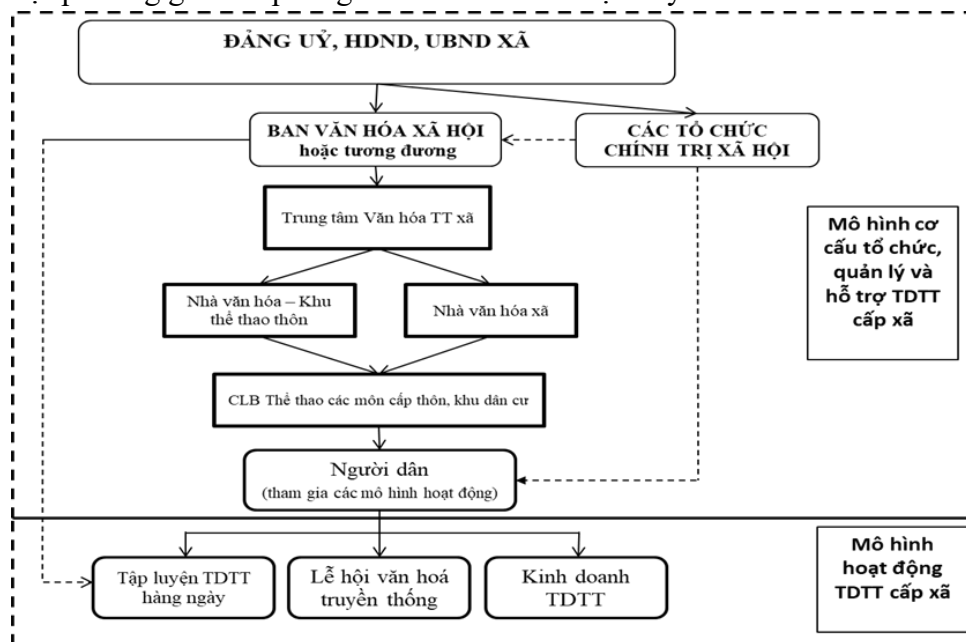 ĐẢNG UỶ, HDND, UBND XÃ
BAN VĂN HÓA XÃ HỘI
hoặc tương đương
CÁC TỔ CHỨC
CHÍNH TRỊ XÃ HỘI
Trung tâm Văn hóa TT xã
Nhà văn hóa – Khu
thể thao thôn
Nhà văn hóa xã
Mô hình cơ
cấu tổ chức,
quản lý và
hỗ trợ TDTT
cấp xã
CLB Thể thao các môn cấp thôn, khu dân cư
Người dân
(tham gia các mô hình hoạt động)
Tập luyện TDTT
hàng ngày
Lễ hội văn hoá
truyền thống
Kinh doanh
TDTT
Mô hình
hoạt động
TDTT cấp xã